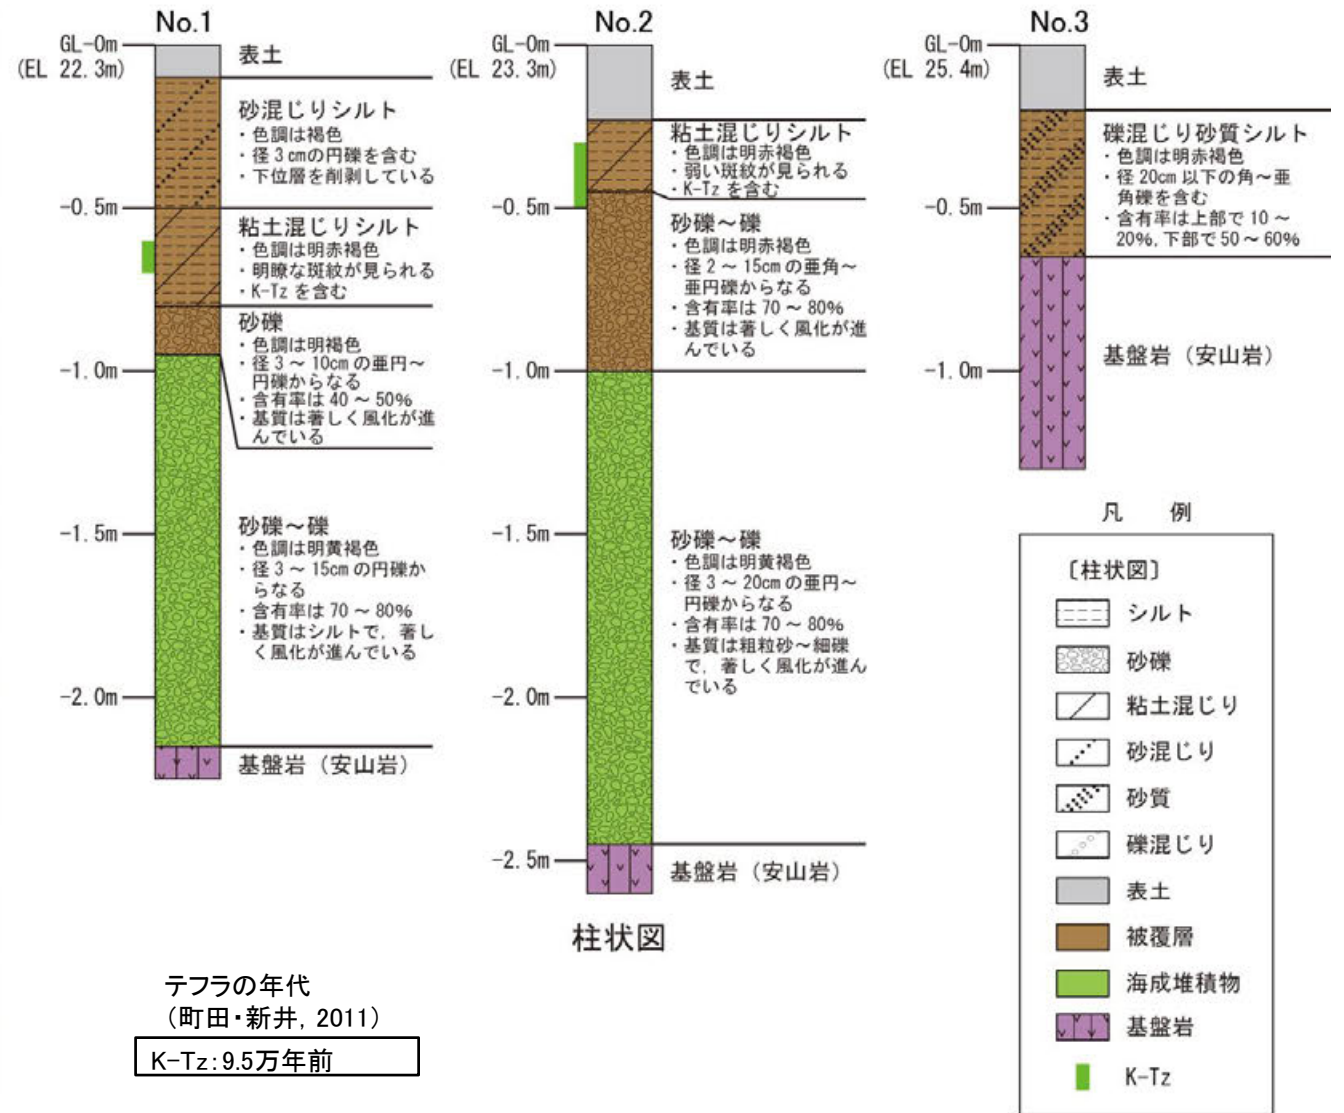 No.1
GL-0m
(EL 22.3m)
表土
砂混じりシルト
・色調は褐色
・径3cmの円礫を含む
・下位層を削剥している
-0.5m
粘土混じりシルト
・色調は明赤褐色
・明瞭な斑紋が見られる
・K-Tz を含む
砂礫
・色調は明褐色
・径3～10cmの亜円～
円礫からなる
・含有率は40～50%
・基質は著しく風化が進
んでいる
-1.0m
-1.5m
砂礫～礫
・色調は明黄褐色
・径3～15cmの円礫か
らなる
・含有率は70～80%
・基質はシルトで，著し
く風化が進んでいる
-2.0m
基盤岩（安山岩）
No.2
GL-0m
(EL 23.3m)
表土
粘土混じりシルト
・色調は明赤褐色
・弱い斑紋が見られる
・K-Tz を含む
-0.5m
砂礫～礫
・色調は明赤褐色
・径2～15cmの亜角～
亜円礫からなる
・含有率は70～80%
・基質は著しく風化が進
んでいる
-1.0m
-1.5m
砂礫～礫
・色調は明黄褐色
・径3～20cmの亜円～
円礫からなる
・含有率は70～80%
・基質は粗粒砂～細礫
で，著しく風化が進ん
でいる
-2.0m
-2.5m
基盤岩（安山岩）
No.3
GL-0m
(EL 25.4m)
表土
礫混じり砂質シルト
・色調は明赤褐色
・径20cm以下の角～亜
角礫を含む
・含有率は上部で10～
20%，下部で50～60%
-0.5m
-1.0m
基盤岩（安山岩）
柱状図
凡 例
〔柱状図〕
シルト
砂礫
粘土混じり
砂混じり
砂質
礫混じり
表土
被覆層
海成堆積物
基盤岩
K-Tz
テフラの年代
（町田・新井，2011）
K-Tz：9.5万年前